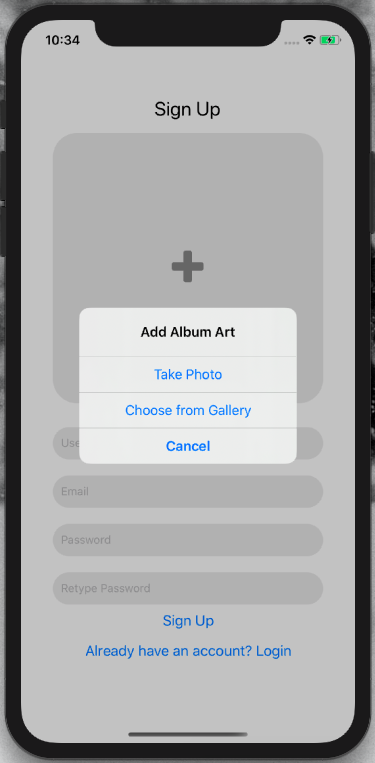 10:34
Sign Up
Add Album Art
Take Photo
Choose from Gallery
Cancel
Use
Email
Password
Retype Password
Sign Up
Already have an account? Login